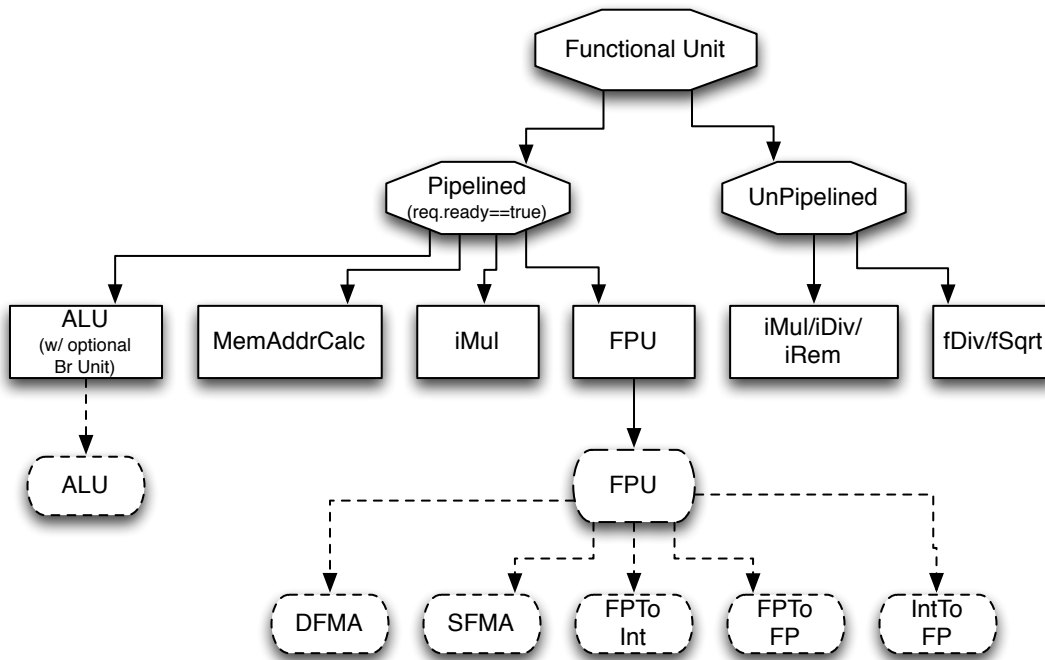 Functional Unit
Pipelined
(req.ready==true)
UnPipelined
ALU
(w/ optional
Br Unit)
MemAddrCalc
iMul
FPU
iMul/iDiv/
iRem
fDiv/fSqrt
ALU
FPU
DFMA
SFMA
FPTo
Int
FPTo
FP
IntTo
FP